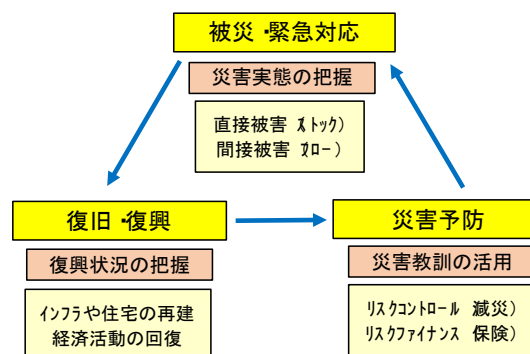 被災・緊急対応
災害実態の把握
直接被害 ストック)
間接被害 フロー)
復旧・復興
復興状況の把握
インフラや住宅の再建
経済活動の回復
災害予防
災害教訓の活用
リスクコントロール 減災)
リスクファイナンス 保険)